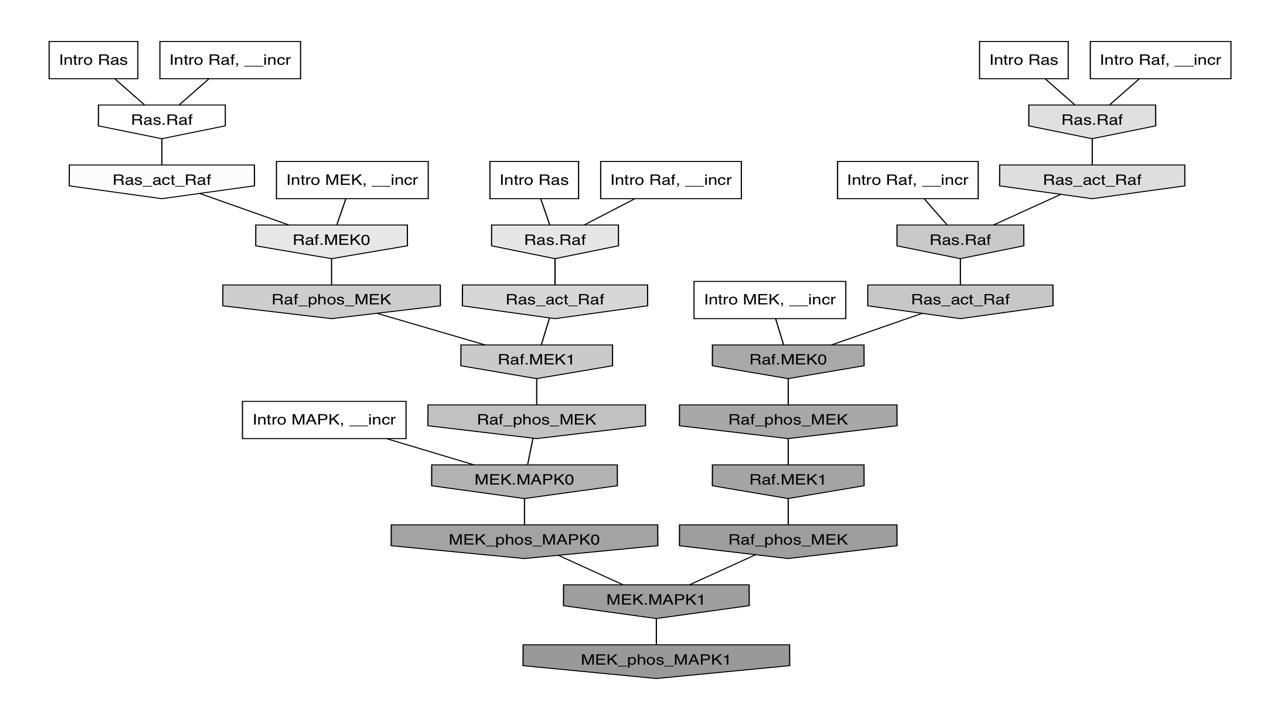 Intro Ras
Intro Raf, __incr
Intro Ras
Intro Raf, __incr
Ras.Raf
Ras.Raf
Ras_act_Raf
Intro MEK, __incr
Intro Ras
Intro Raf, __incr
Intro Raf, __incr
Ras_act_Raf
Raf.MEK0
Ras.Raf
Ras.Raf
Raf_phos_MEK
Ras_act_Raf
Intro MEK, __incr
Ras_act_Raf
Raf.MEK1
Raf.MEK0
Intro MAPK, __incr
Raf_phos_MEK
Raf_phos_MEK
MEK.MAPK0
Raf.MEK1
MEK_phos_MAPK0
Raf_phos_MEK
MEK.MAPK1
MEK_phos_MAPK1